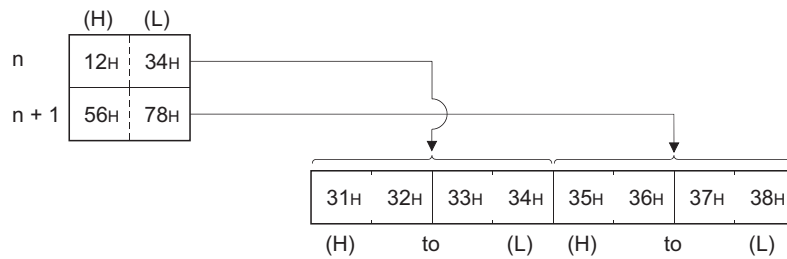 (H) (L)
n 12H 34H
n + 1 56H 78H
31H 32H 33H 34H 35H 36H 37H 38H
(H) to (L) (H) to (L)